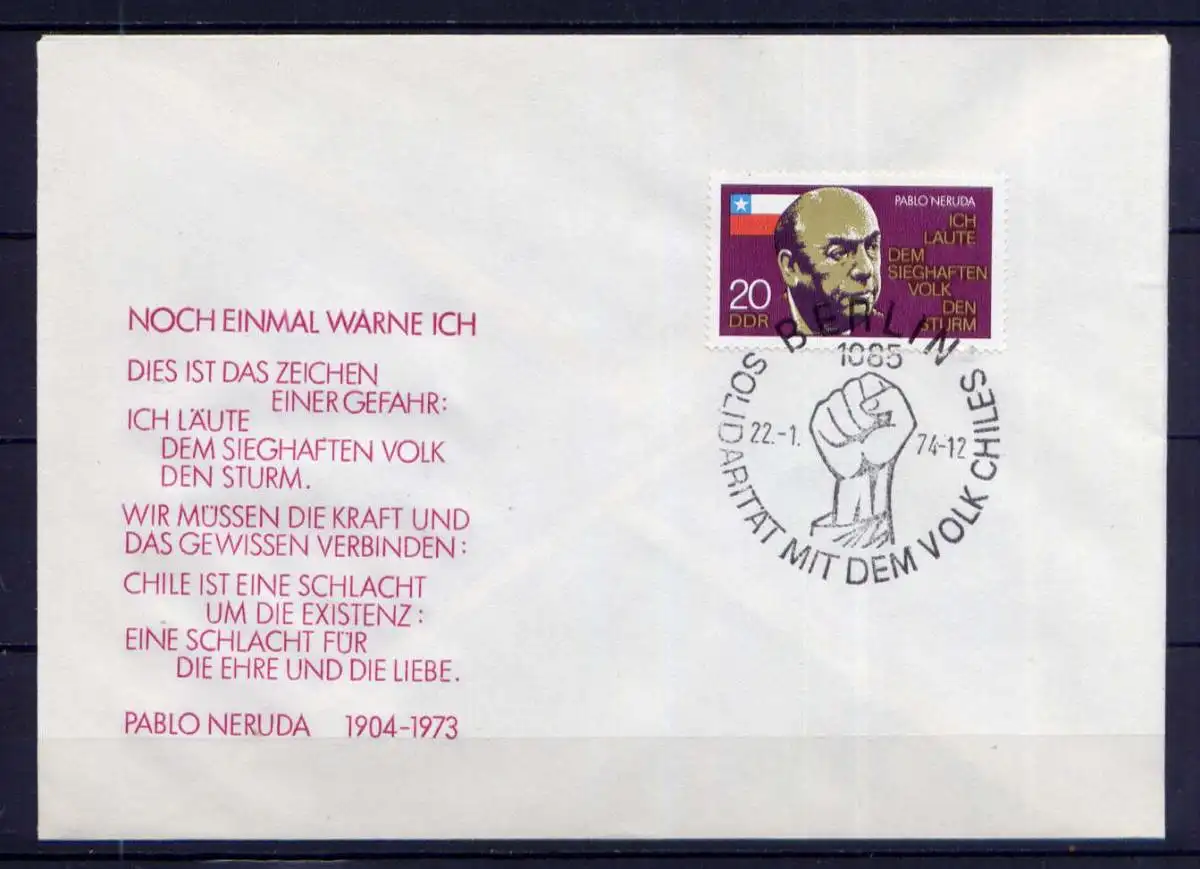 NOCH EINMAL WARNE ICH
DIES IST DAS ZEICHEN
EINER GEFAHR:
ICH LÄUTE
DEM SIEGHAFTEN VOLK
DEN STURM.
WIR MÜSSEN DIE KRAFT UND
DAS GEWISSEN VERBINDEN:
CHILE IST EINE SCHLACHT
UM DIE EXISTENZ:
EINE SCHLACHT FÜR
DIE EHRE UND DIE LIEBE.
PABLO NERUDA 1904-1973
PABLO NERUDA
ICH
LÄUTE
DEM
SIEGHAFTEN
VOLK
DEN
STURM
20
DDR
BERLIN
1085
22.-1. 74-12
SOLIDARITÄT MIT DEM VOLK CHILES